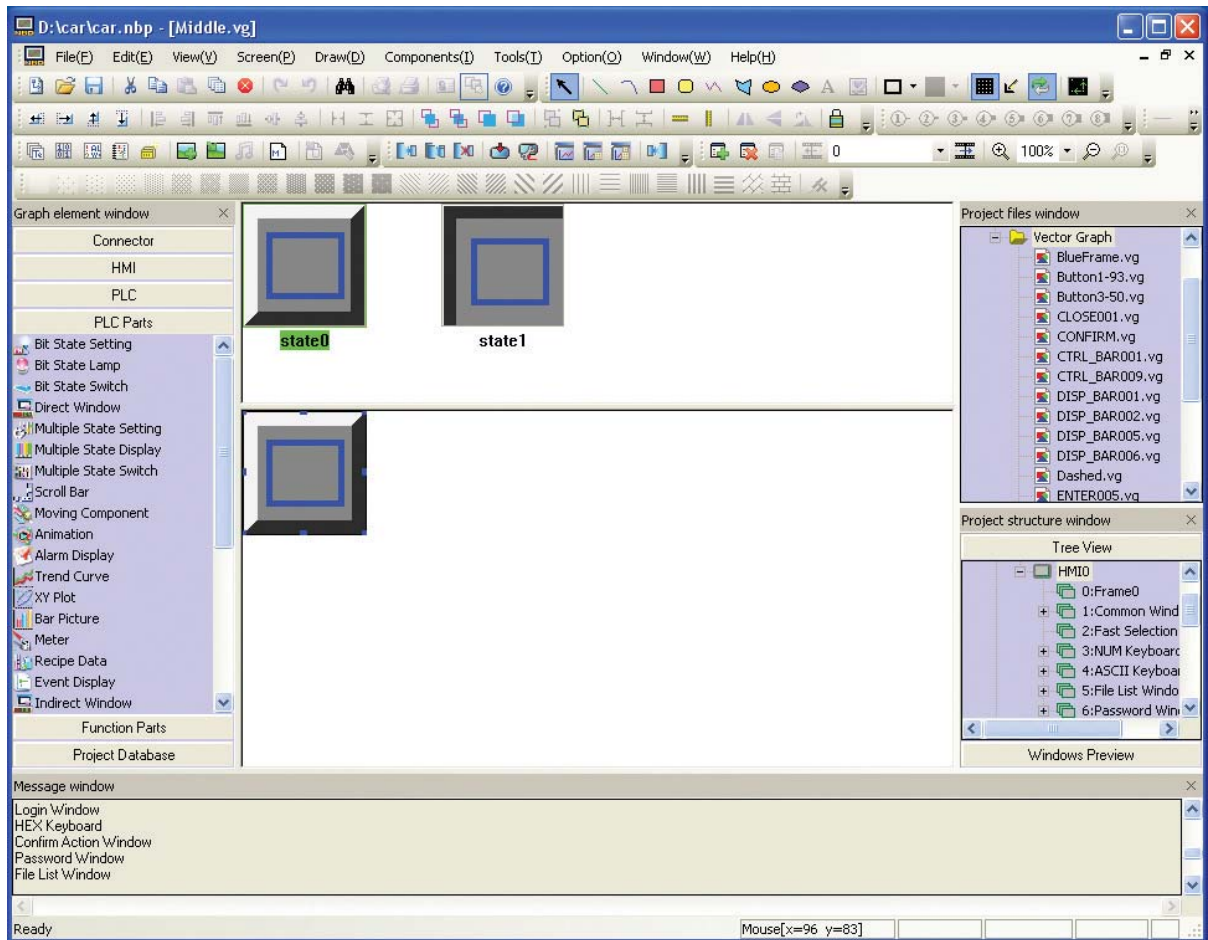 D:\car\car.nbp - [Middle.vg]
File(F) Edit(E) View(V) Screen(P) Draw(D) Components(I) Tools(T) Option(O) Window(W) Help(H)
A
0 100%
Graph element window
Connector
HMI
PLC
PLC Parts
Bit State Setting
Bit State Lamp
Bit State Switch
Direct Window
Multiple State Setting
Multiple State Display
Multiple State Switch
Scroll Bar
Moving Component
Animation
Alarm Display
Trend Curve
XY Plot
Bar Picture
Meter
Recipe Data
Event Display
Indirect Window
Function Parts
Project Database
state0 state1
Project files window
Vector Graph
BlueFrame.vg
Button1-93.vg
Button3-50.vg
CLOSE001.vg
CONFIRM.vg
CTRL_BAR001.vg
CTRL_BAR009.vg
DISP_BAR001.vg
DISP_BAR002.vg
DISP_BAR005.vg
DISP_BAR006.vg
Dashed.vg
ENTER005.vg
Project structure window
Tree View
HMI0
0:Frame0
1:Common Wind
2:Fast Selection
3:NUM Keyboard
4:ASCII Keyboar
5:File List Windo
6:Password Win
Windows Preview
Message window
Login Window
HEX Keyboard
Confirm Action Window
Password Window
File List Window
Ready Mouse[x=96 y=83]